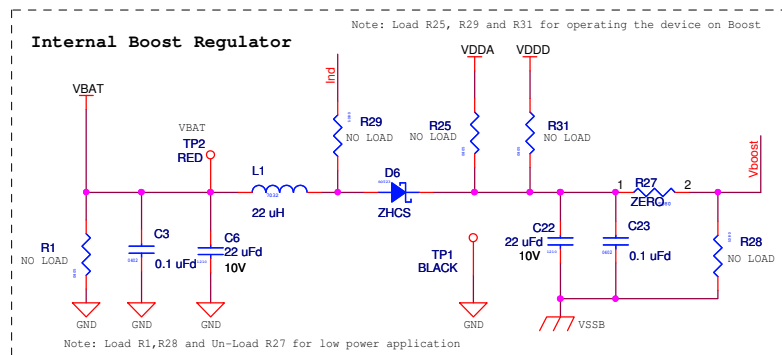 Note: Load R25, R29 and R31 for operating the device on Boost
Internal Boost Regulator
VBAT
Ind
VDDA
VDDD
Vboost
VBAT
TP2
RED
R29
NO LOAD
R25
NO LOAD
R31
NO LOAD
L1
22 uH
D6
ZHCS
1
R27
2
ZERO
R1
NO LOAD
C3
0.1 uFd
C6
22 uFd
10V
TP1
BLACK
C22
22 uFd
10V
C23
0.1 uFd
R28
NO LOAD
GND
GND
GND
GND
VSSB
Note: Load R1,R28 and Un-Load R27 for low power application